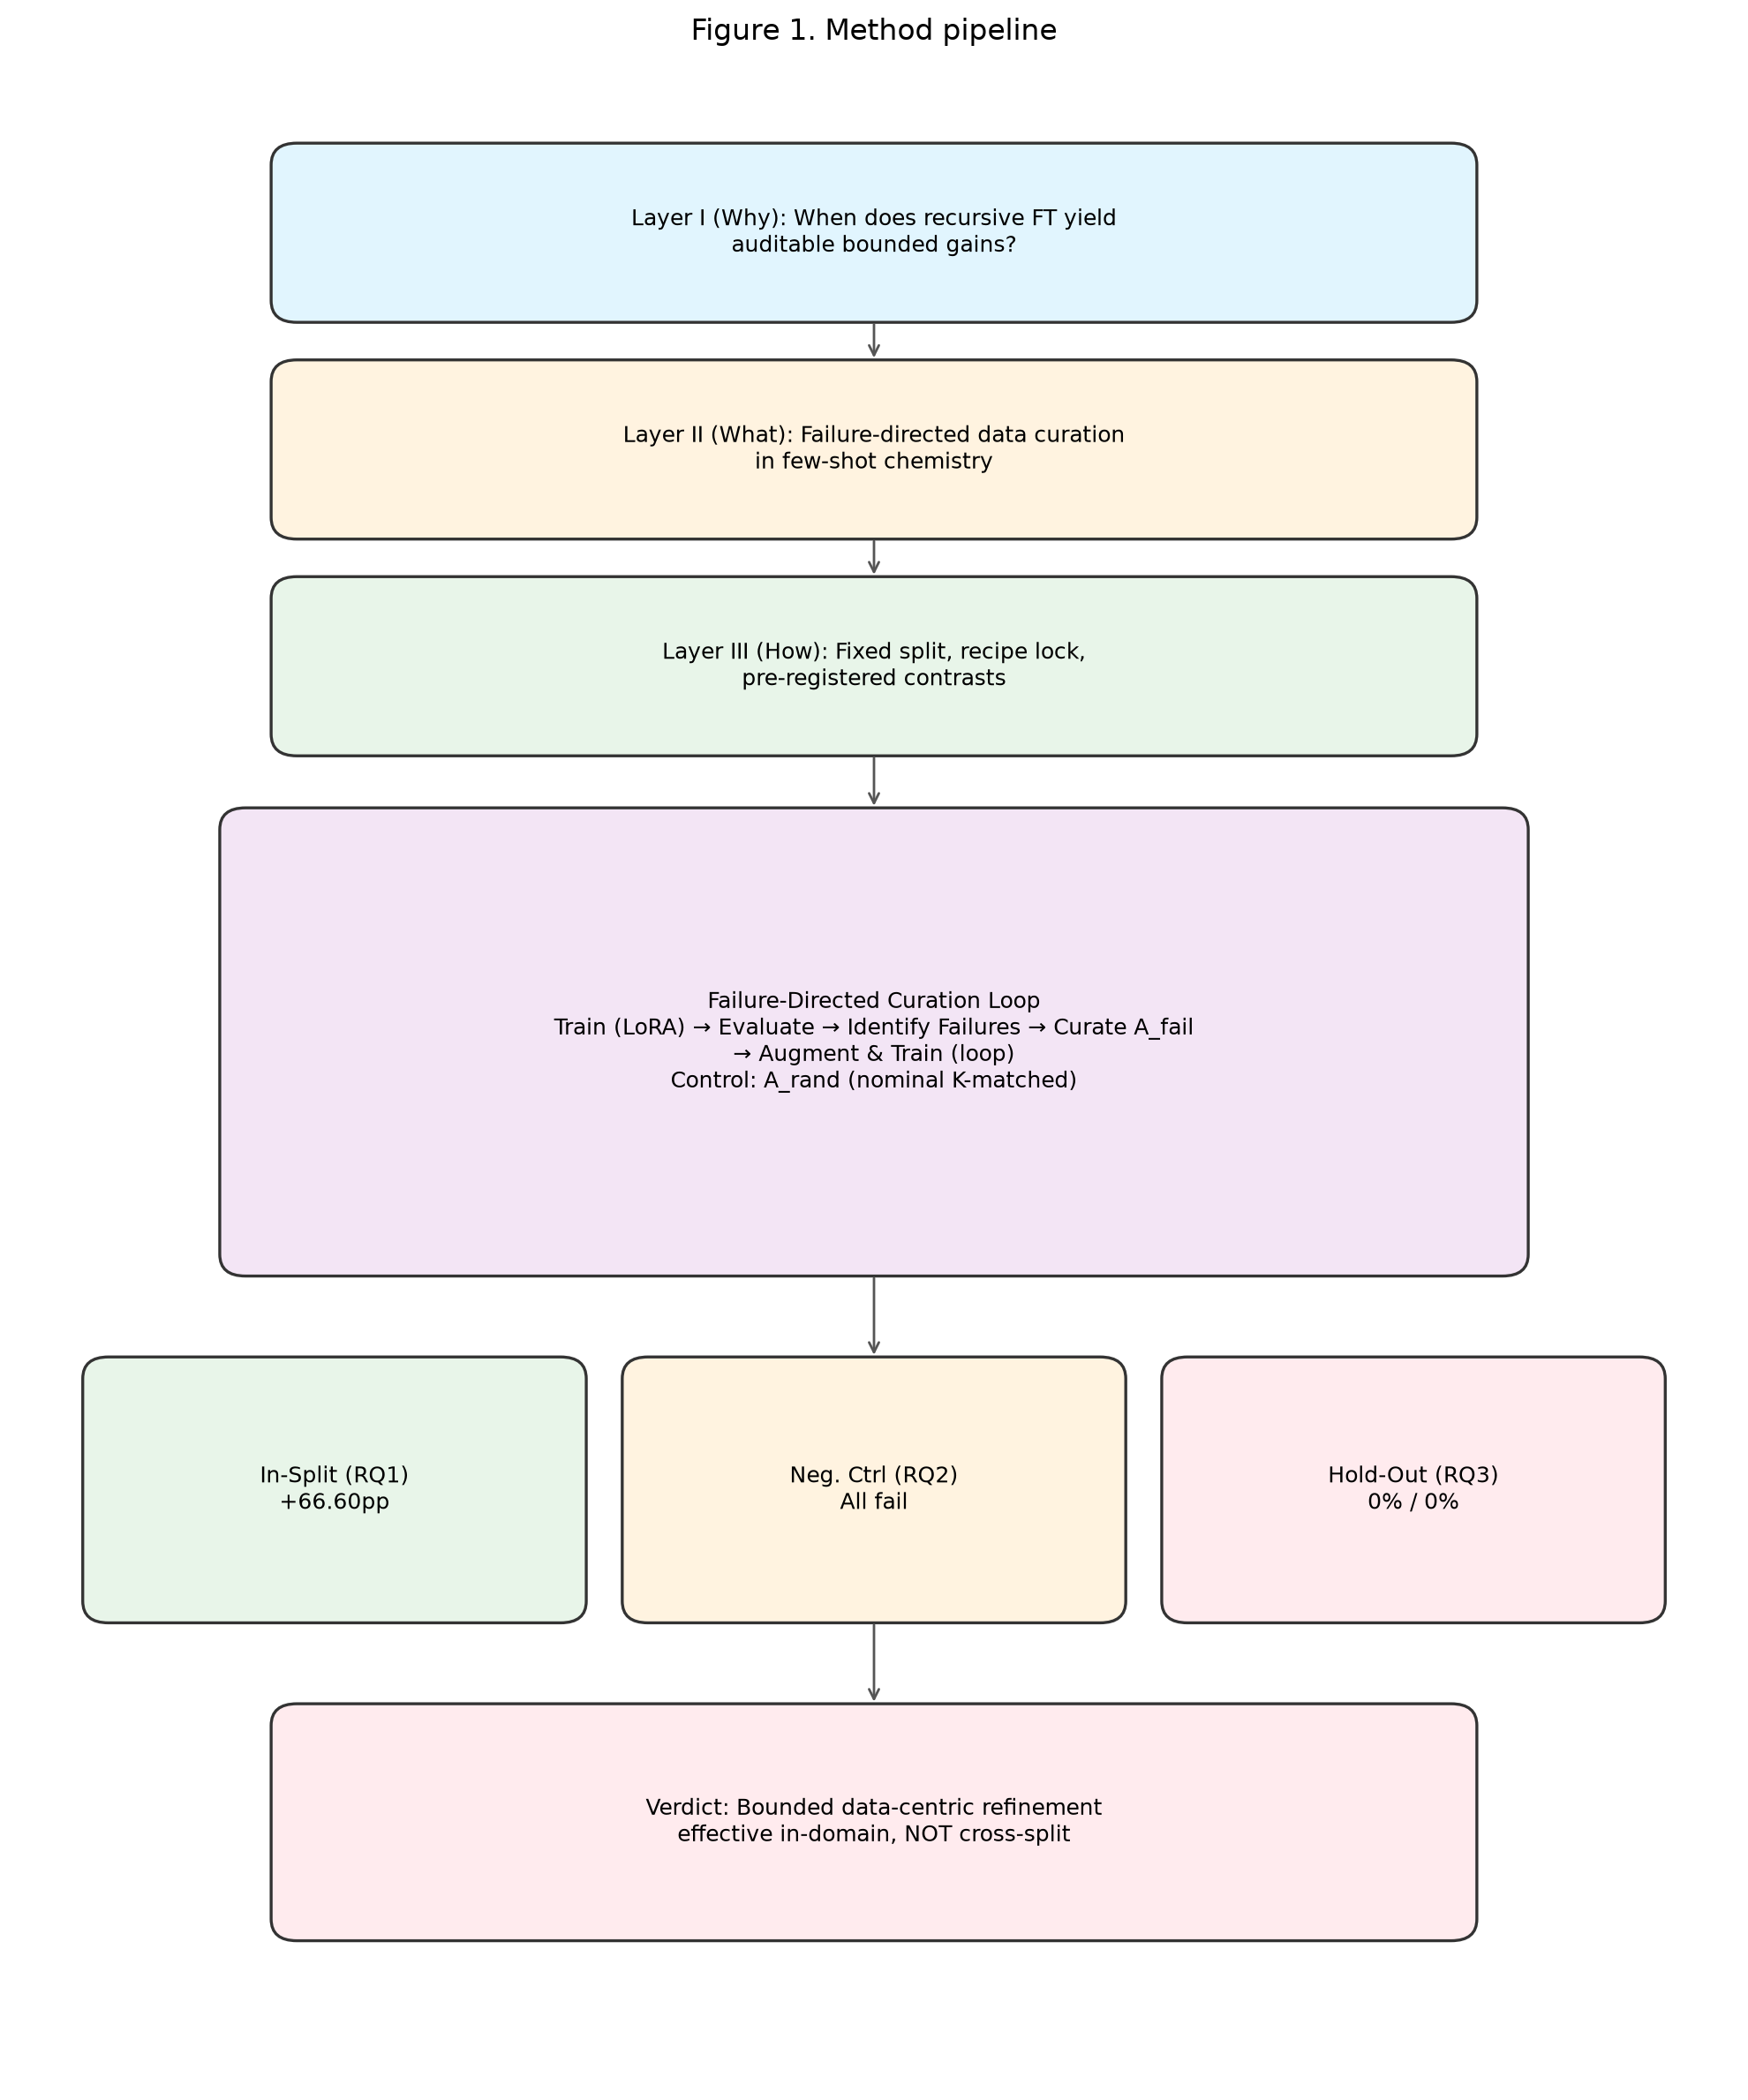 Figure 1. Method pipeline
Layer I (Why): When does recursive FT yield
auditable bounded gains?
Layer II (What): Failure-directed data curation
in few-shot chemistry
Layer III (How): Fixed split, recipe lock,
pre-registered contrasts
Failure-Directed Curation Loop
Train (LoRA) → Evaluate → Identify Failures → Curate A_fail
→ Augment & Train (loop)
Control: A_rand (nominal K-matched)
In-Split (RQ1)
+66.60pp
Neg. Ctrl (RQ2)
All fail
Hold-Out (RQ3)
0% / 0%
Verdict: Bounded data-centric refinement
effective in-domain, NOT cross-split